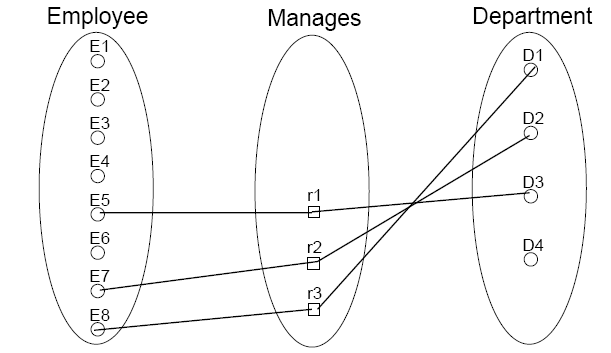 Employee
Manages
Department
E1
E2
E3
E4
E5
E6
E7
E8
r1
r2
r3
D1
D2
D3
D4